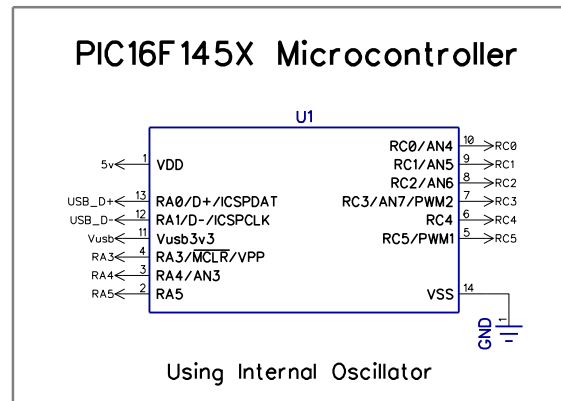 PIC16F145X Microcontroller
U1
5v 1 VDD
USB_D+ 13 RA0/D+/ICSPDAT
USB_D- 12 RA1/D-/ICSPCLK
Vusb 11 Vusb3v3
RA3 4 RA3/MCLR/VPP
RA4 3 RA4/AN3
RA5 2 RA5
RC0/AN4 10 RC0
RC1/AN5 9 RC1
RC2/AN6 8 RC2
RC3/AN7/PWM2 7 RC3
RC4 6 RC4
RC5/PWM1 5 RC5
VSS 14
GND 1
Using Internal Oscillator